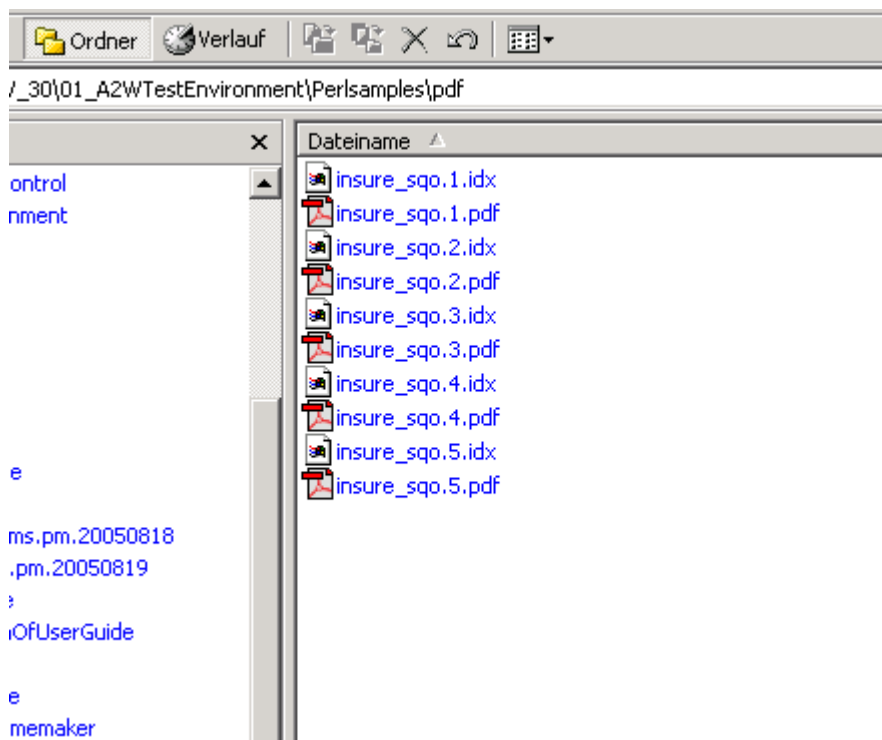 Ordner Verlauf
/_30\01_A2WTestEnvironment\Perlsamples\pdf
Dateiname
ontrol
nment
e
ms.pm.20050818
.pm.20050819
e
OfUserGuide
e
memaker
insure_sqo.1.idx
insure_sqo.1.pdf
insure_sqo.2.idx
insure_sqo.2.pdf
insure_sqo.3.idx
insure_sqo.3.pdf
insure_sqo.4.idx
insure_sqo.4.pdf
insure_sqo.5.idx
insure_sqo.5.pdf